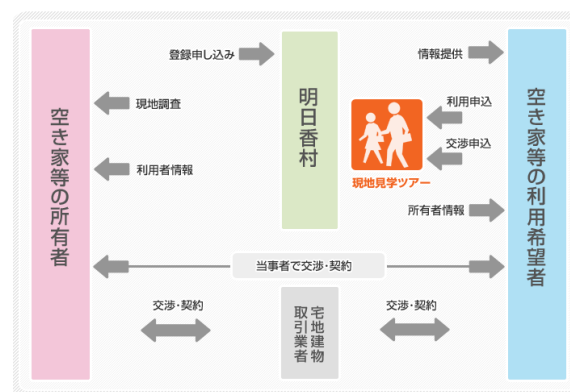 空き家等の所有者
登録申し込み
現地調査
利用者情報
明日香村
情報提供
利用申込
交渉申込
現地見学ツアー
所有者情報
空き家等の利用希望者
当事者で交渉・契約
交渉・契約
宅地建物
取引業者
交渉・契約